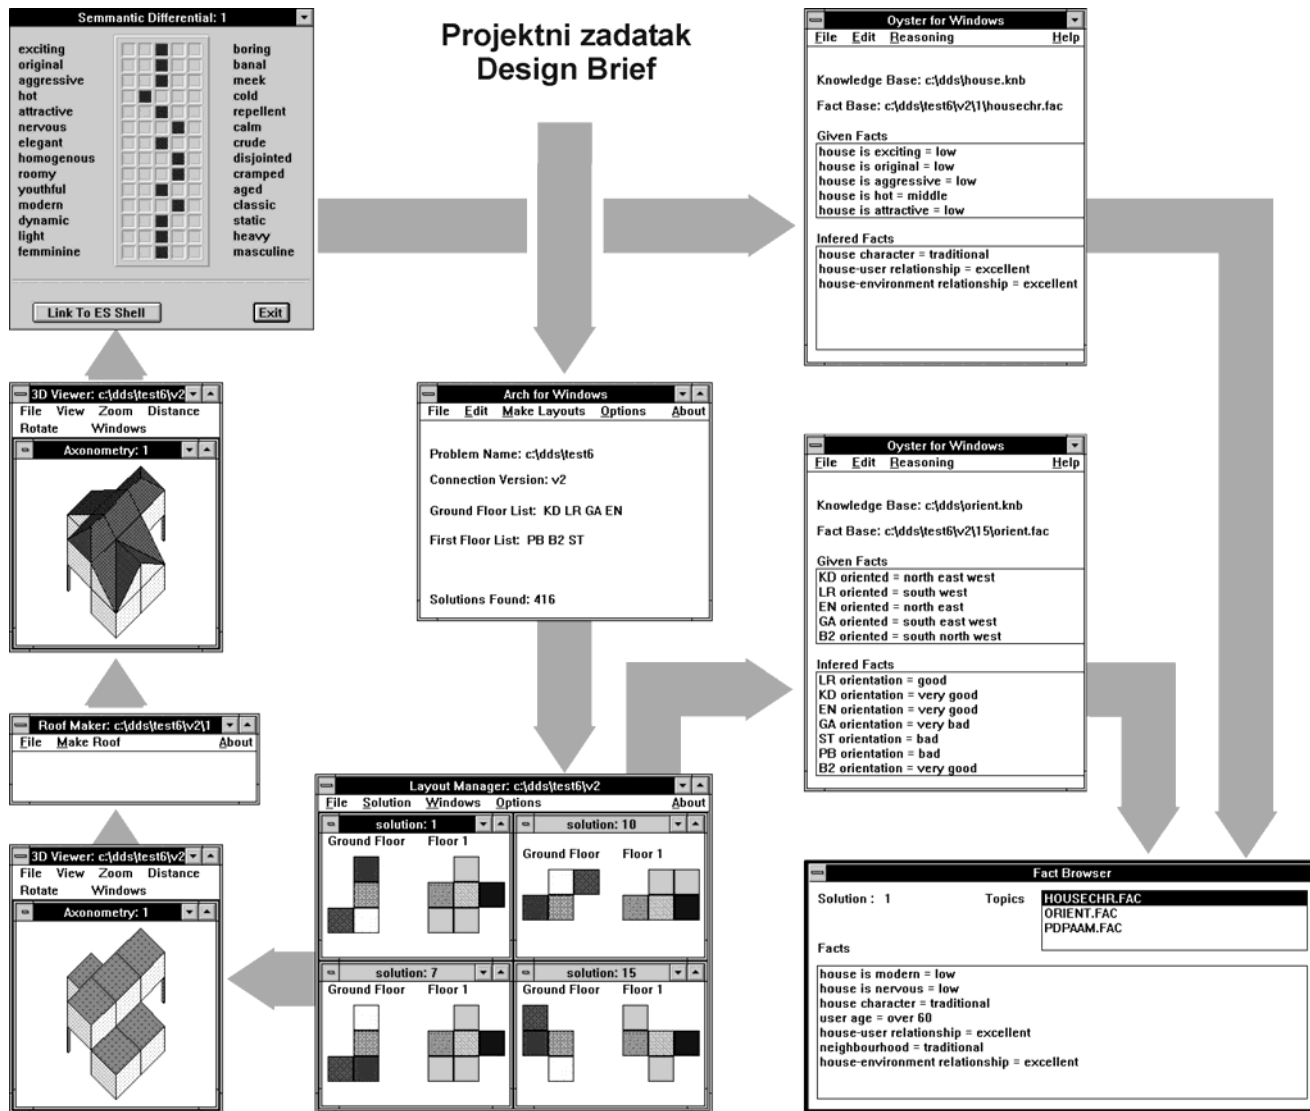 Semmantic Differential: 1
exciting boring
original banal
aggressive meek
hot cold
attractive repellent
nervous calm
elegant crude
homogenous disjointed
roomy cramped
youthful aged
modern classic
dynamic static
light heavy
femminine masculine
Link To ES Shell Exit
Projektni zadatak
Design Brief
Oyster for Windows
File Edit Reasoning Help
Knowledge Base: c:\dds\house.knb
Fact Base: c:\dds\test6\v2\1\housechr.fac
Given Facts
house is exciting = low
house is original = low
house is aggressive = low
house is hot = middle
house is attractive = low
Infered Facts
house character = traditional
house-user relationship = excellent
house-environment relationship = excellent
3D Viewer: c:\dds\test6\v2
File View Zoom Distance
Rotate Windows
Axonometry: 1
Arch for Windows
File Edit Make Layouts Options About
Problem Name: c:\dds\test6
Connection Version: v2
Ground Floor List: KD LR GA EN
First Floor List: PB B2 ST
Solutions Found: 416
Oyster for Windows
File Edit Reasoning Help
Knowledge Base: c:\dds\orient.knb
Fact Base: c:\dds\test6\v2\15\orient.fac
Given Facts
KD oriented = north east west
LR oriented = south west
EN oriented = north east
GA oriented = south east west
B2 oriented = south north west
Infered Facts
LR orientation = good
KD orientation = very good
EN orientation = very good
GA orientation = very bad
ST orientation = bad
PB orientation = bad
B2 orientation = very good
Roof Maker: c:\dds\test6\v2\1
File Make Roof About
3D Viewer: c:\dds\test6\v2
File View Zoom Distance
Rotate Windows
Axonometry: 1
Layout Manager: c:\dds\test6\v2
File Solution Windows Options About
solution: 1
Ground Floor Floor 1
solution: 10
Ground Floor Floor 1
solution: 7
Ground Floor Floor 1
solution: 15
Ground Floor Floor 1
Fact Browser
Solution : 1 Topics HOUSECHR.FAC
ORIENT.FAC
PDPAAM.FAC
Facts
house is modern = low
house is nervous = low
house character = traditional
user age = over 60
house-user relationship = excellent
neighbourhood = traditional
house-environment relationship = excellent